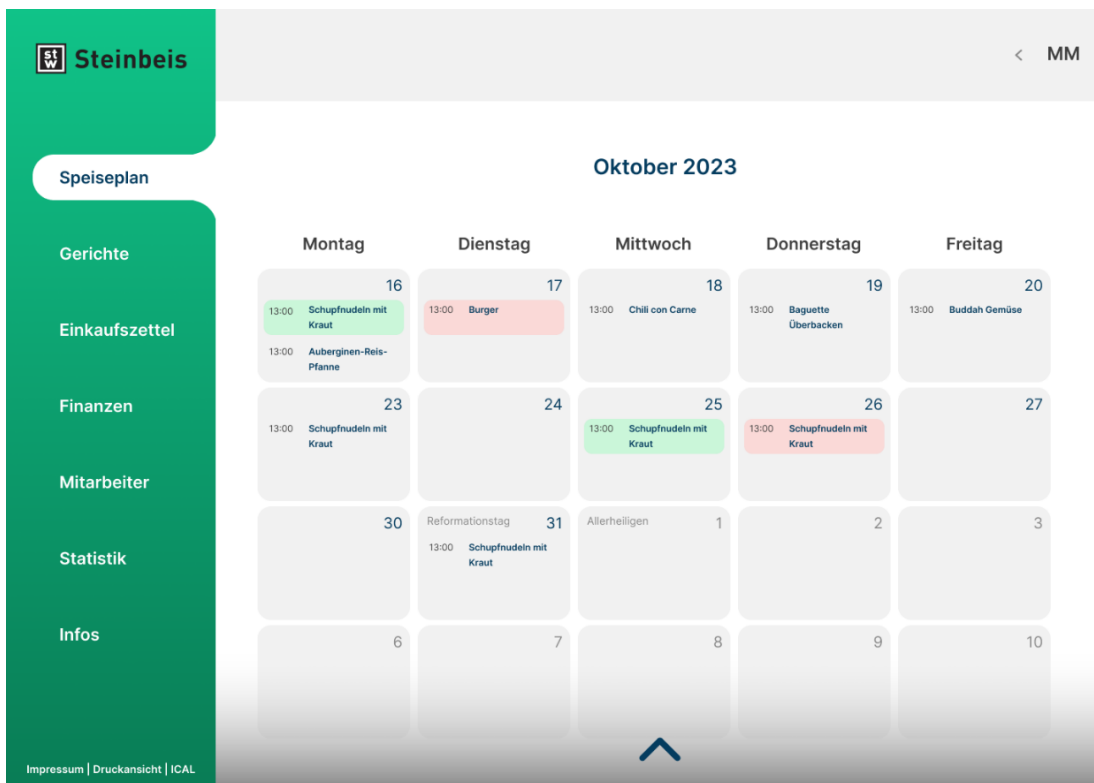 st
w
Steinbeis
< MM
Speiseplan
Gerichte
Einkaufszettel
Finanzen
Mitarbeiter
Statistik
Infos
Impressum | Druckansicht | ICAL
Oktober 2023
Montag Dienstag Mittwoch Donnerstag Freitag
16
13:00 Schupfnudeln mit
Kraut
13:00 Auberginen-Reis-
Pfanne
17
13:00 Burger
18
13:00 Chili con Carne
19
13:00 Baguette
Überbacken
20
13:00 Buddah Gemüse
23
13:00 Schupfnudeln mit
Kraut
24
25
13:00 Schupfnudeln mit
Kraut
26
13:00 Schupfnudeln mit
Kraut
27
30
Reformationstag 31
13:00 Schupfnudeln mit
Kraut
Allerheiligen 1
2
3
6
7
8
9
10